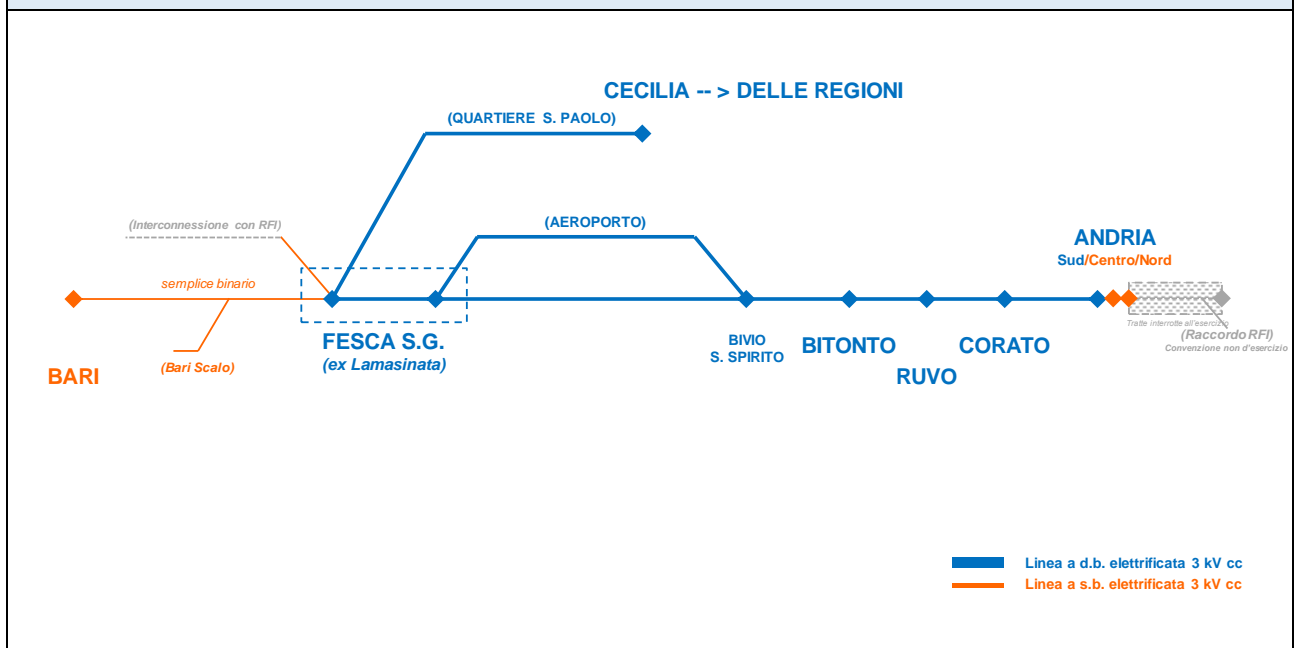 CECILIA -- > DELLE REGIONI
(QUARTIERE S. PAOLO)
(Interconnessione con RFI)
(AEROPORTO)
ANDRIA
Sud/Centro/Nord
semplice binario
Tratte interrotte all'esercizio
FESCA S.G.
(ex Lamasinata)
BIVIO
S. SPIRITO
BITONTO
CORATO
(Raccordo RFI)
Convenzione non d'esercizio
(Bari Scalo)
BARI
RUVO
Linea a d.b. elettrificata 3 kV cc
Linea a s.b. elettrificata 3 kV cc